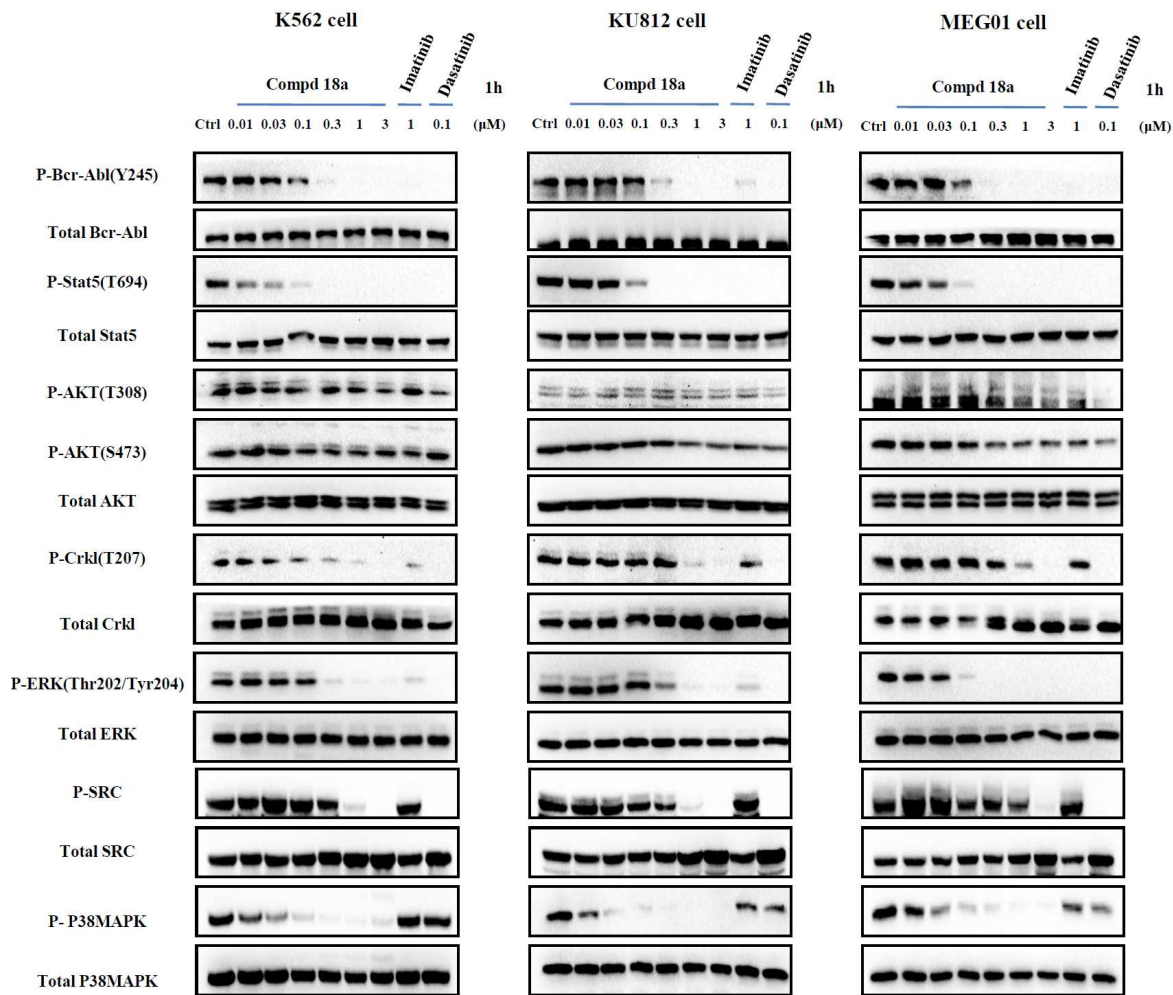 K562 cell
KU812 cell
MEG01 cell
Compd 18a
Imatinib
Dasatinib
1h
Compd 18a
Imatinib
Dasatinib
1h
Compd 18a
Imatinib
Dasatinib
1h
Ctrl 0.01 0.03 0.1 0.3 1 3 1 0.1 (μM)
Ctrl 0.01 0.03 0.1 0.3 1 3 1 0.1 (μM)
Ctrl 0.01 0.03 0.1 0.3 1 3 1 0.1 (μM)
P-Bcr-Abl(Y245)
Total Bcr-Abl
P-Stat5(T694)
Total Stat5
P-AKT(T308)
P-AKT(S473)
Total AKT
P-Crkl(T207)
Total Crkl
P-ERK(Thr202/Tyr204)
Total ERK
P-SRC
Total SRC
P- P38MAPK
Total P38MAPK